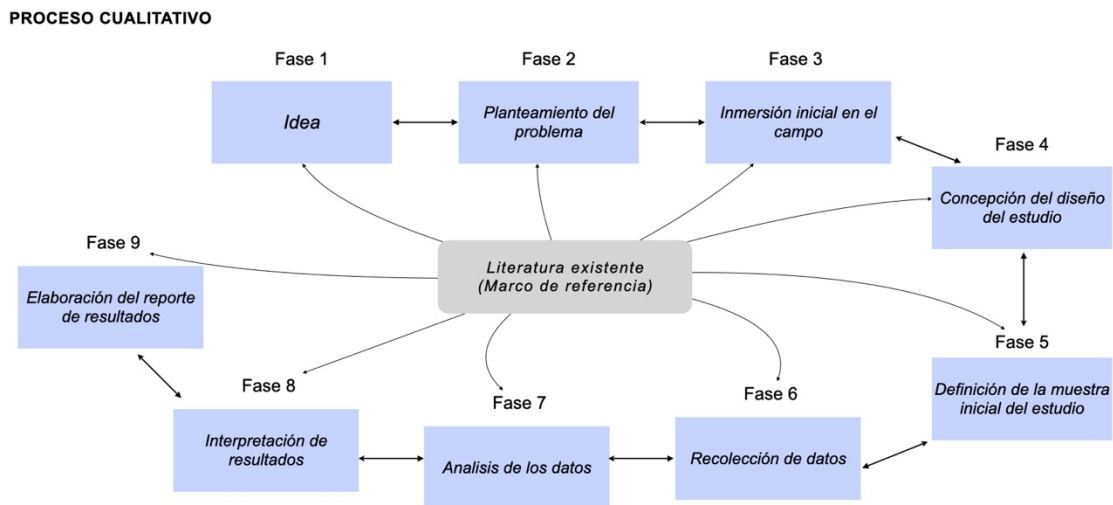 PROCESO CUALITATIVO
Fase 1
Idea
Fase 2
Planteamiento del
problema
Fase 3
Inmersión inicial en el
campo
Fase 4
Concepción del diseño
del estudio
Literatura existente
(Marco de referencia)
Fase 5
Definición de la muestra
inicial del estudio
Fase 6
Recolección de datos
Fase 7
Analisis de los datos
Fase 8
Interpretación de
resultados
Fase 9
Elaboración del reporte
de resultados